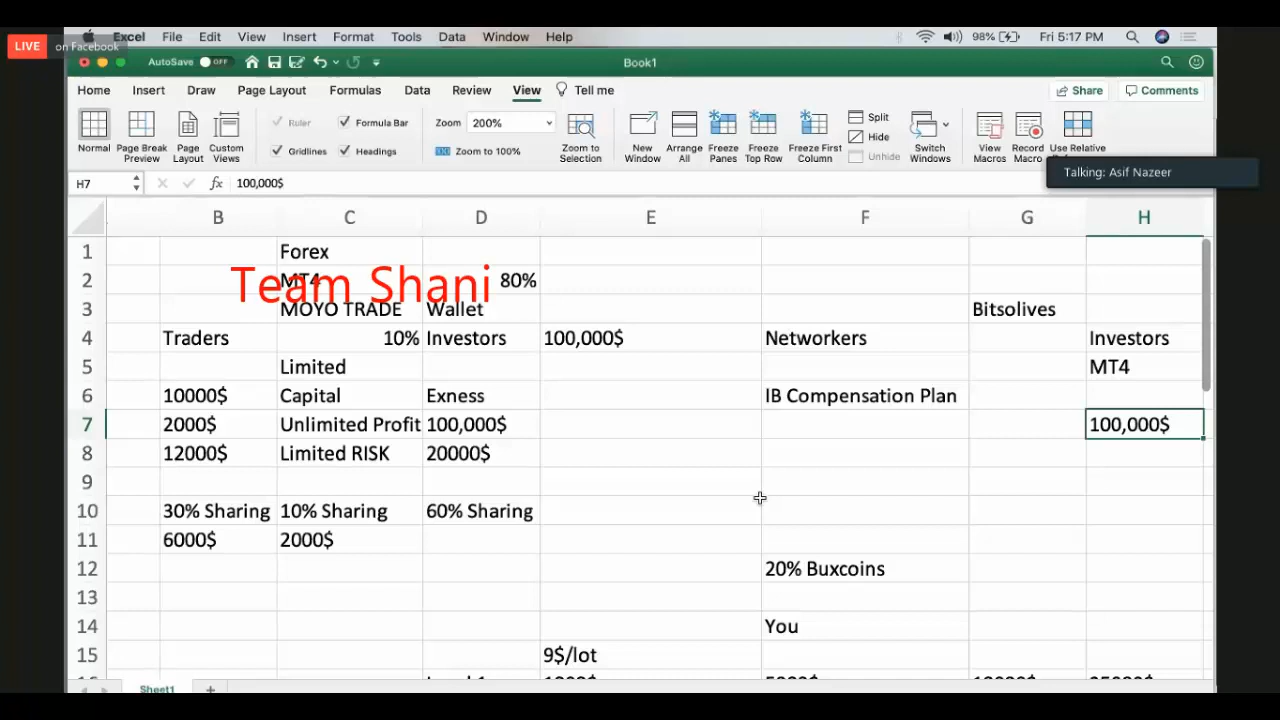 LIVE on Facebook
Excel File Edit View Insert Format Tools Data Window Help 98% Fri 5:17 PM
AutoSave OFF Book1
Home Insert Draw Page Layout Formulas Data Review View Tell me Share Comments
Normal Page Break Preview Page Layout Custom Views Ruler Formula Bar Gridlines Headings Zoom 200% Zoom to 100% Zoom to Selection New Window Arrange All Freeze Panes Freeze Top Row Freeze First Column Split Hide Unhide Switch Windows View Macros Record Macro Use Relative
Talking: Asif Nazeer
H7 fx 100,000$
B C D E F G H
1 Forex
Team Shani
2 MT4 80%
3 MOYO TRADE Wallet Bitsolives
4 Traders 10% Investors 100,000$ Networkers Investors
5 Limited MT4
6 10000$ Capital Exness IB Compensation Plan
7 2000$ Unlimited Profit 100,000$ 100,000$
8 12000$ Limited RISK 20000$
9
10 30% Sharing 10% Sharing 60% Sharing
11 6000$ 2000$
12 20% Buxcoins
13
14 You
15 9$/lot
Sheet1 +